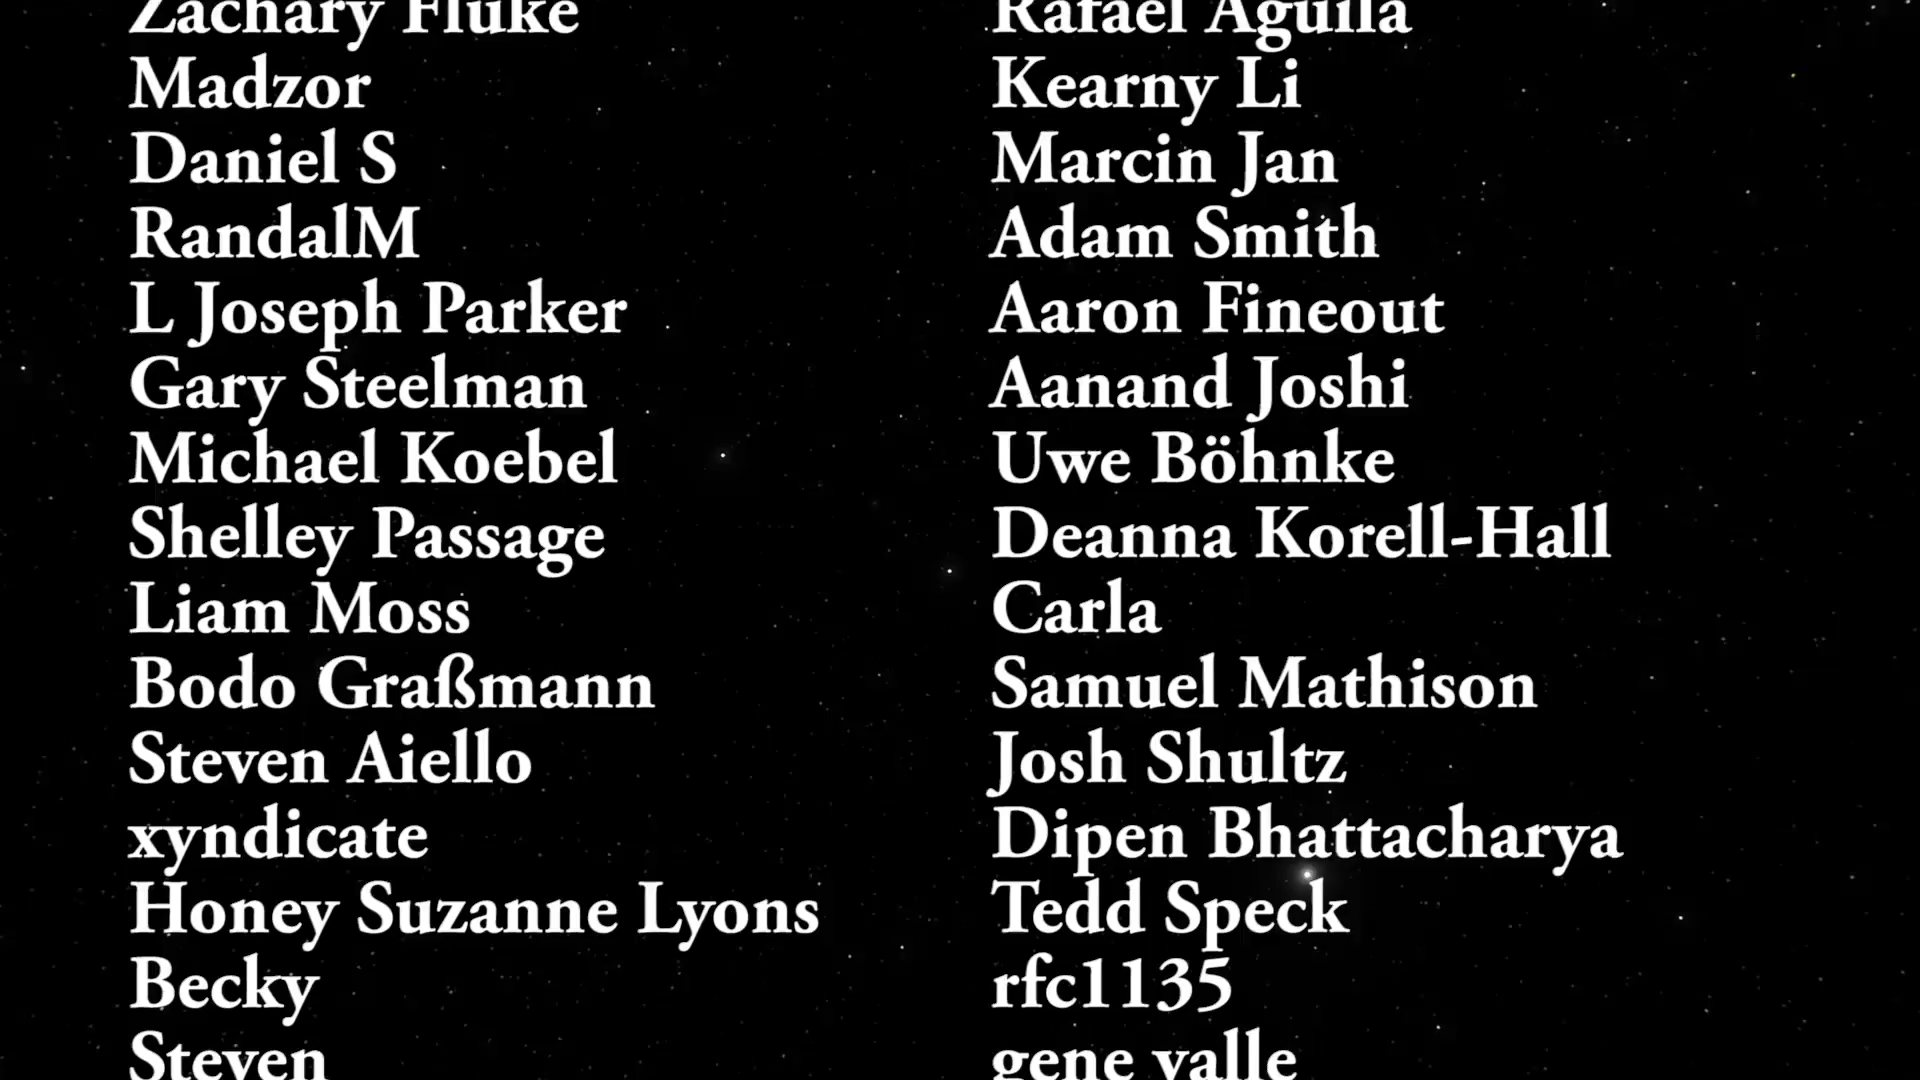 Zachary Fluke
Madzor
Daniel S
RandalM
L Joseph Parker
Gary Steelman
Michael Koebel
Shelley Passage
Liam Moss
Bodo Graßmann
Steven Aiello
xyndicate
Honey Suzanne Lyons
Becky
Steven
Rafael Aguila
Kearny Li
Marcin Jan
Adam Smith
Aaron Fineout
Aanand Joshi
Uwe Böhnke
Deanna Korell-Hall
Carla
Samuel Mathison
Josh Shultz
Dipen Bhattacharya
Tedd Speck
rfc1135
gene valle